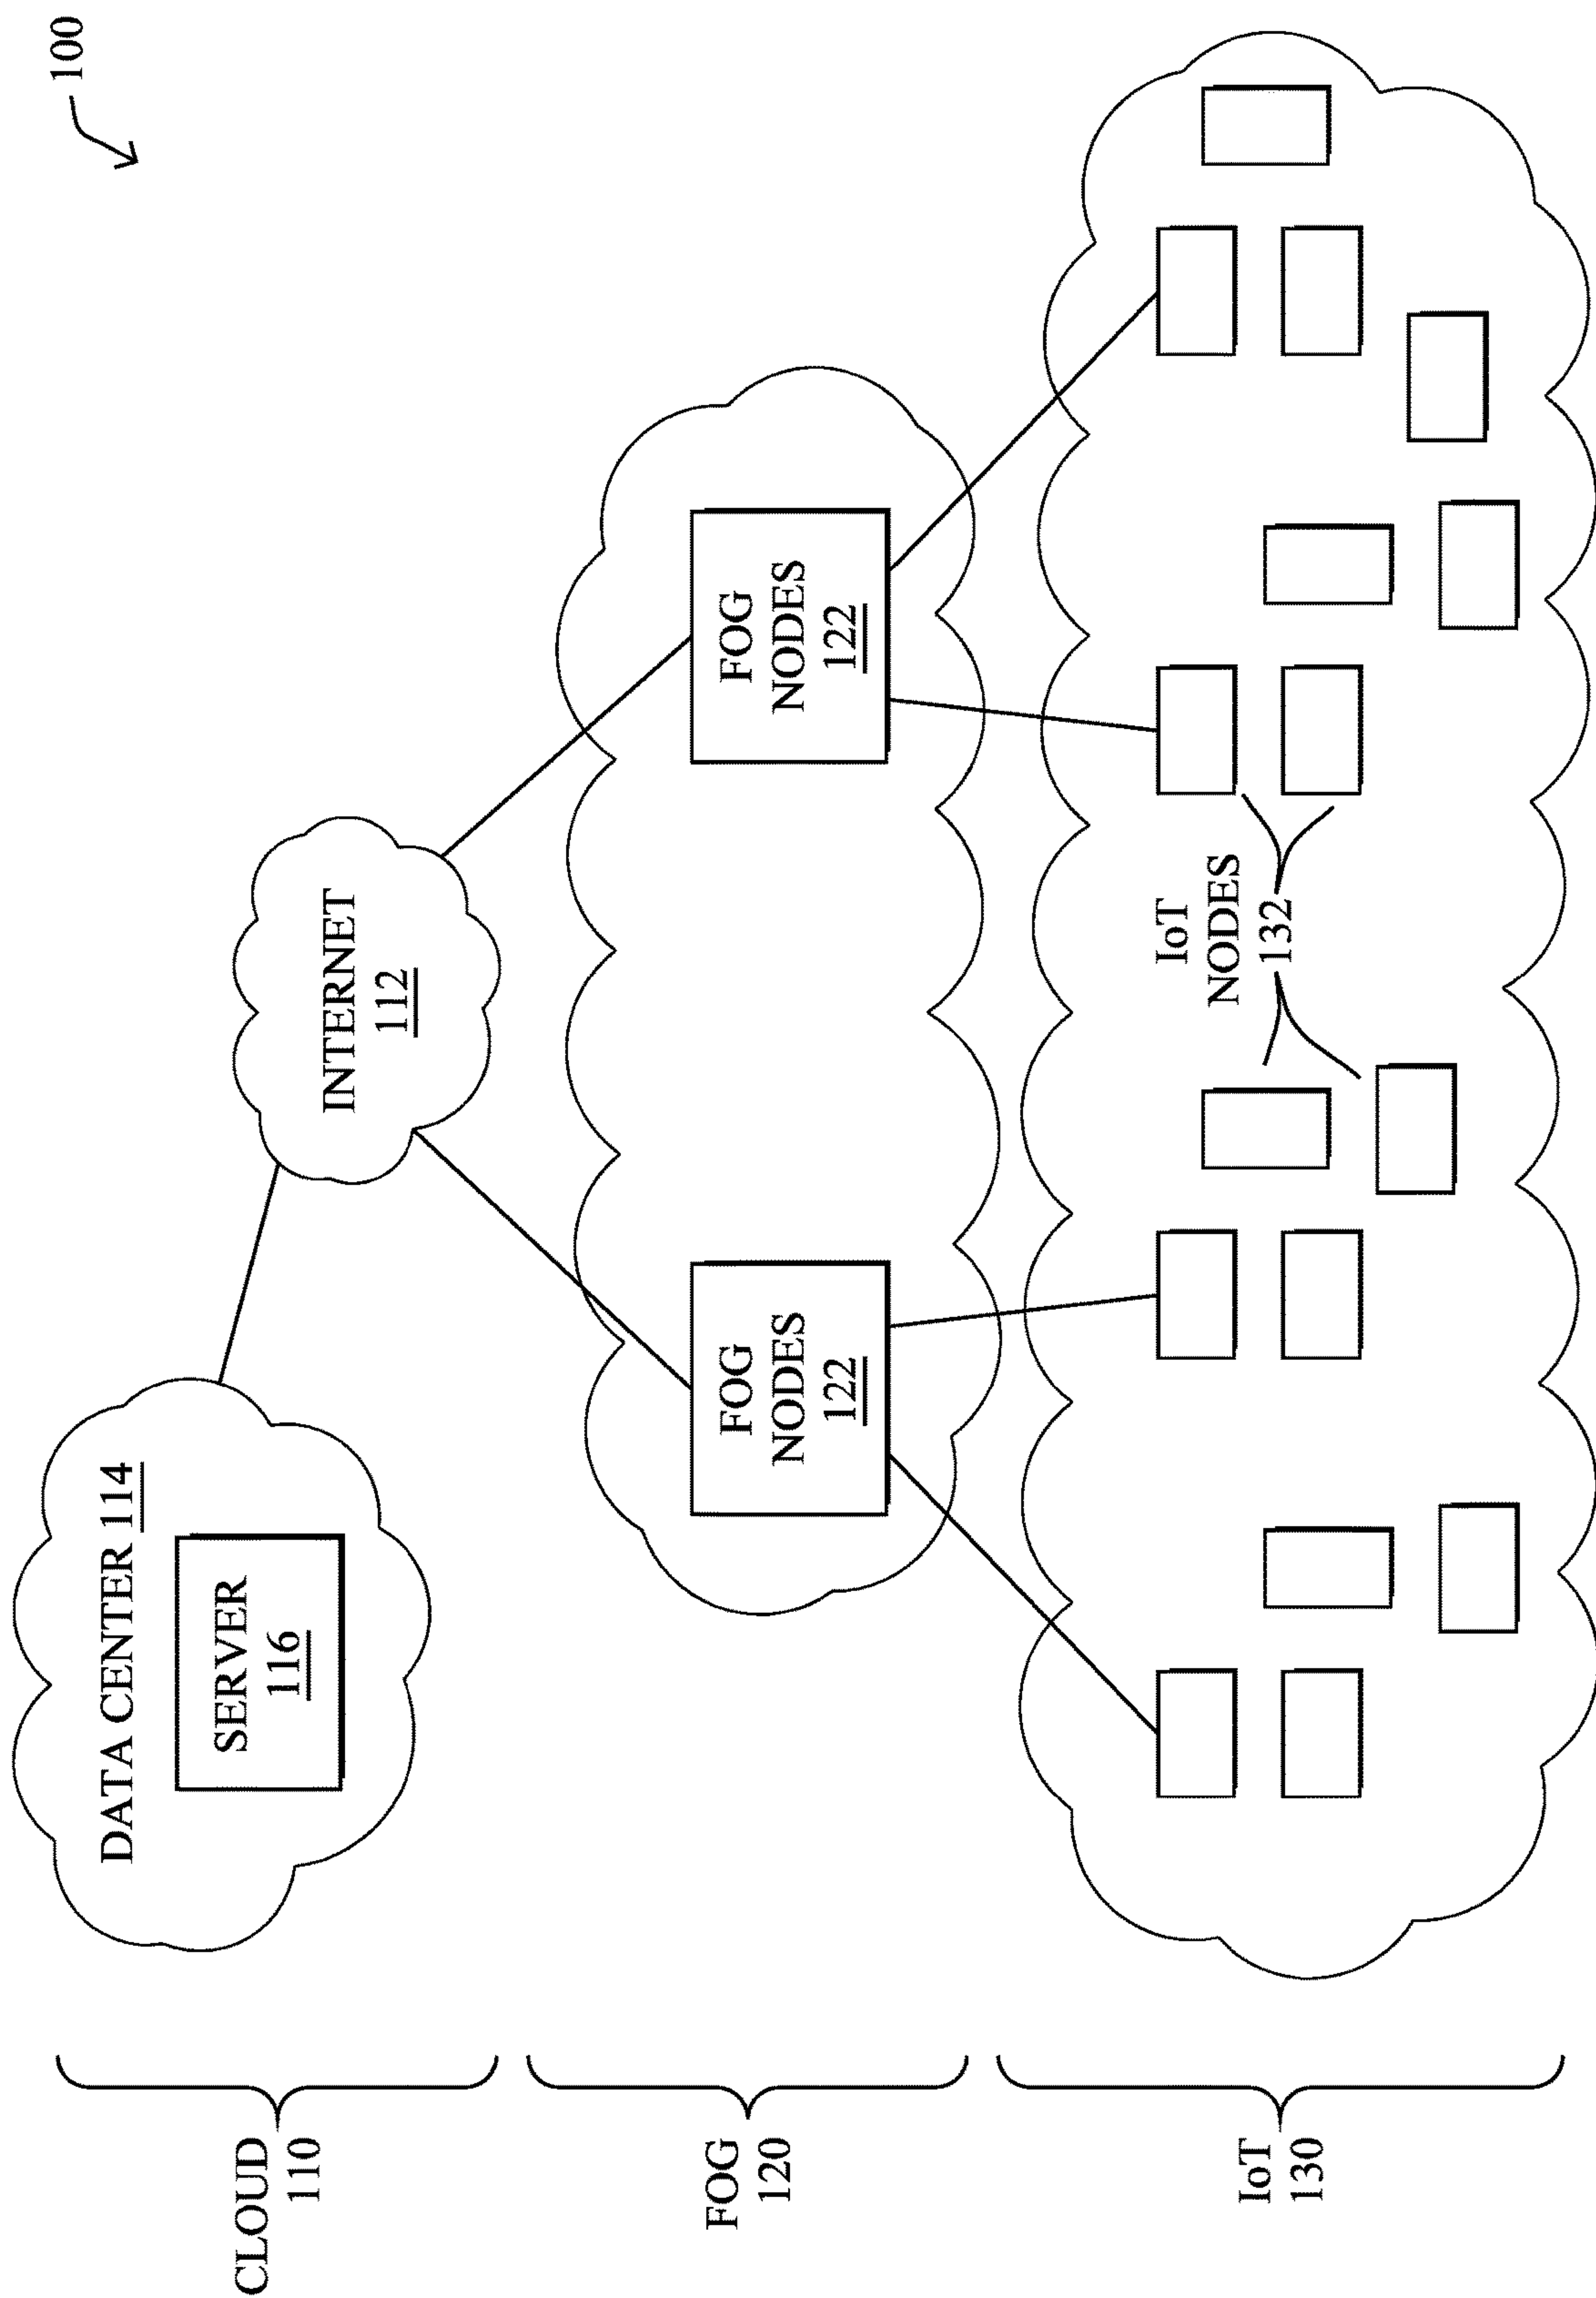 100
CLOUD
110
DATA CENTER 114
SERVER
116
INTERNET
112
FOG
120
FOG
NODES
122
FOG
NODES
122
IoT
130
IoT
NODES
132